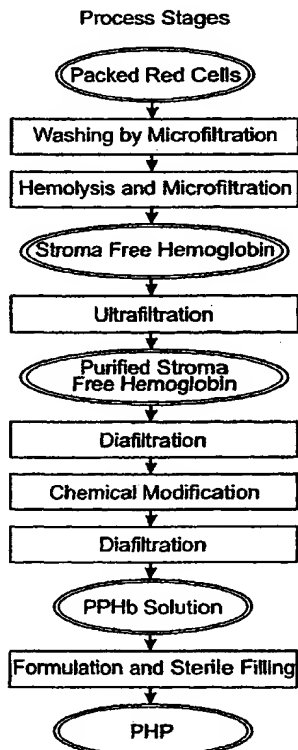 Process Stages
Packed Red Cells
Washing by Microfiltration
Hemolysis and Microfiltration
Stroma Free Hemoglobin
Ultrafiltration
Purified Stroma
Free Hemoglobin
Diafiltration
Chemical Modification
Diafiltration
PPHb Solution
Formulation and Sterile Filling
PHP